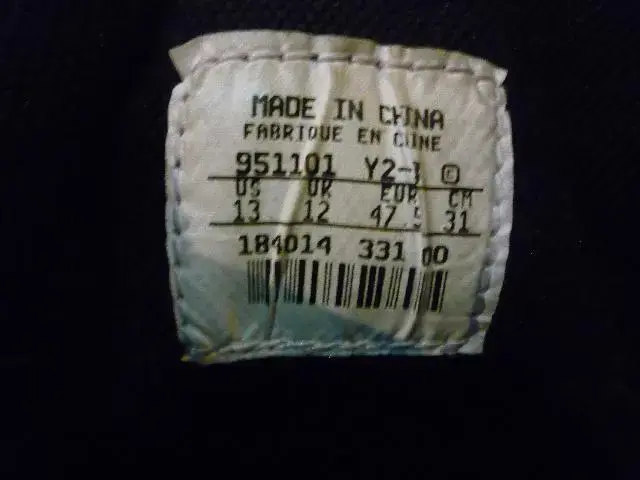 MADE IN CHINA
FABRIQUE EN CHINE
951101 Y2-
US UK EUR CM
13 12 47.5 31
184014 331 00